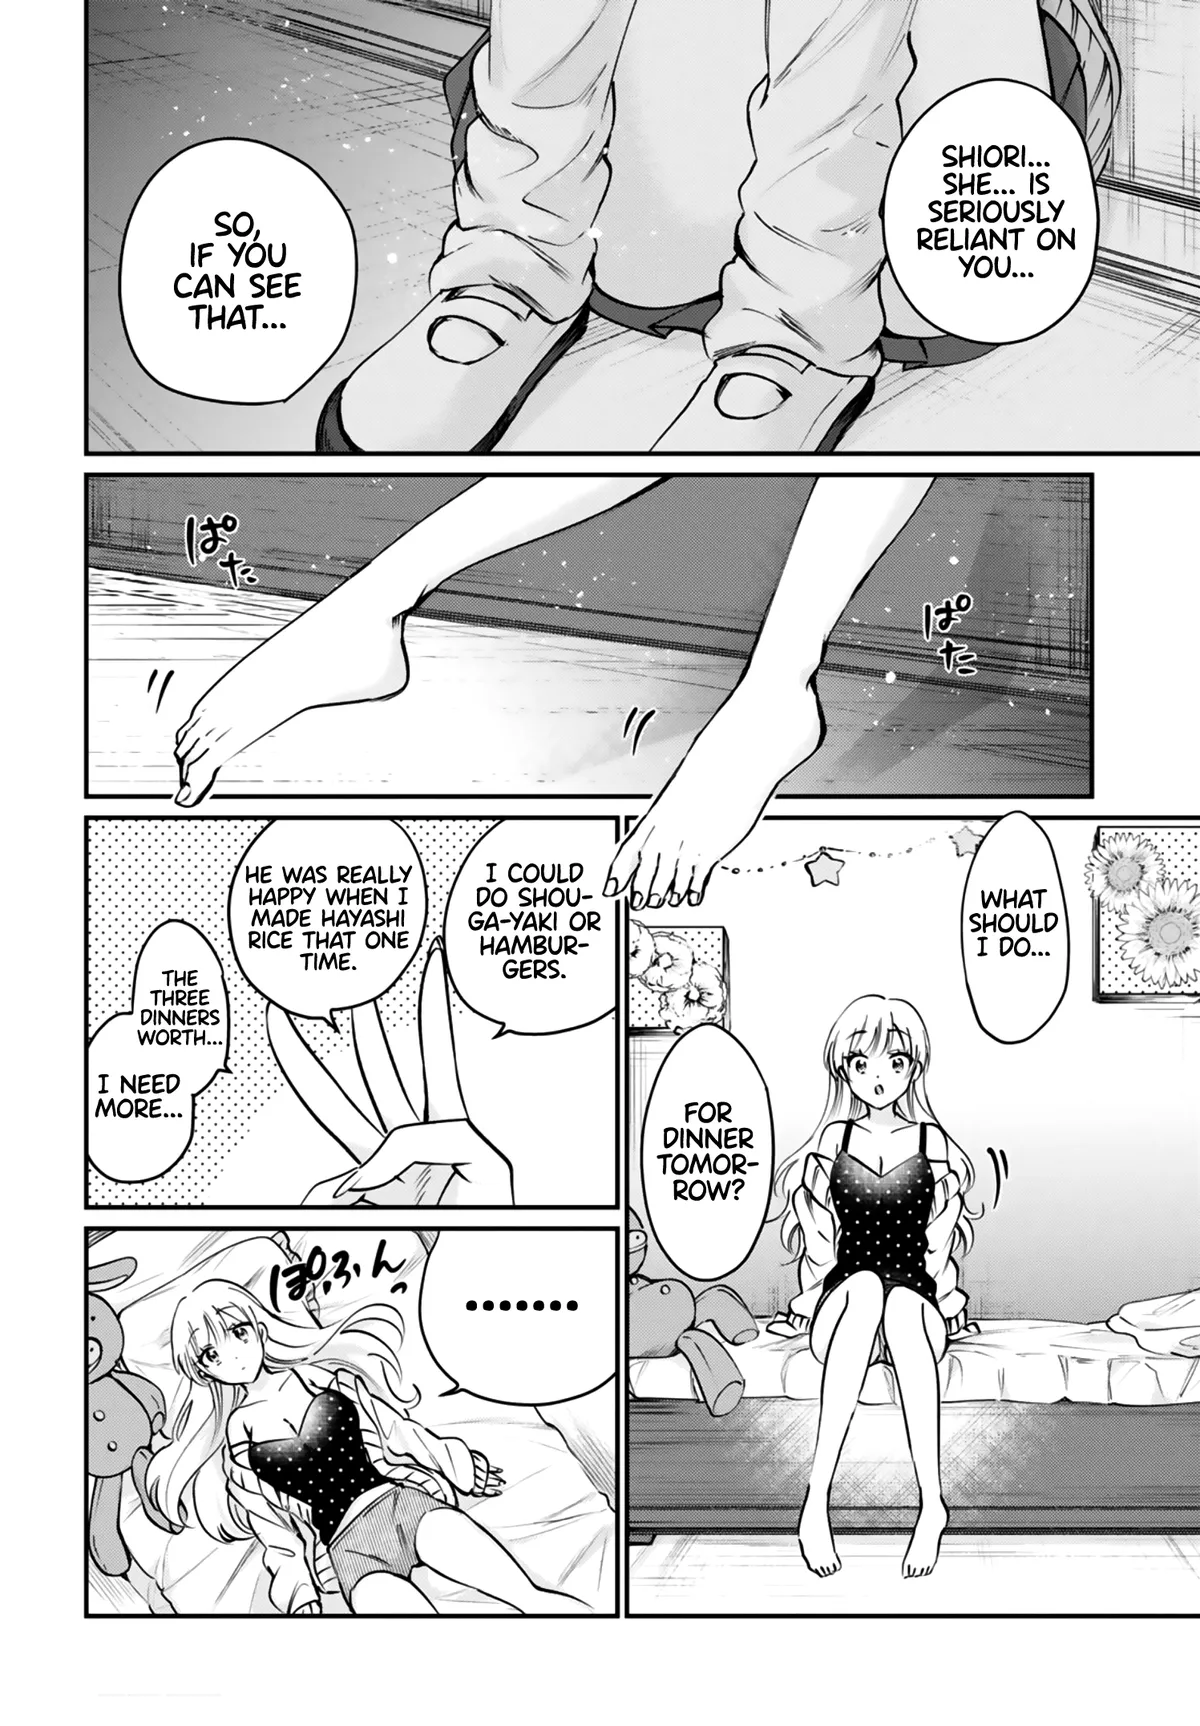 SHIORI...
SHE... IS
SERIOUSLY
RELIANT ON
YOU...
SO,
IF YOU
CAN SEE
THAT...
ぱた
ぱた
WHAT
SHOULD
I DO...
FOR
DINNER
TOMOR-
ROW?
I COULD
DO SHOU-
GA-YAKI OR
HAMBUR-
GERS.
HE WAS REALLY
HAPPY WHEN I
MADE HAYASHI
RICE THAT ONE
TIME.
THE
THREE
DINNERS
WORTH...
I NEED
MORE...
.......
ぽふん